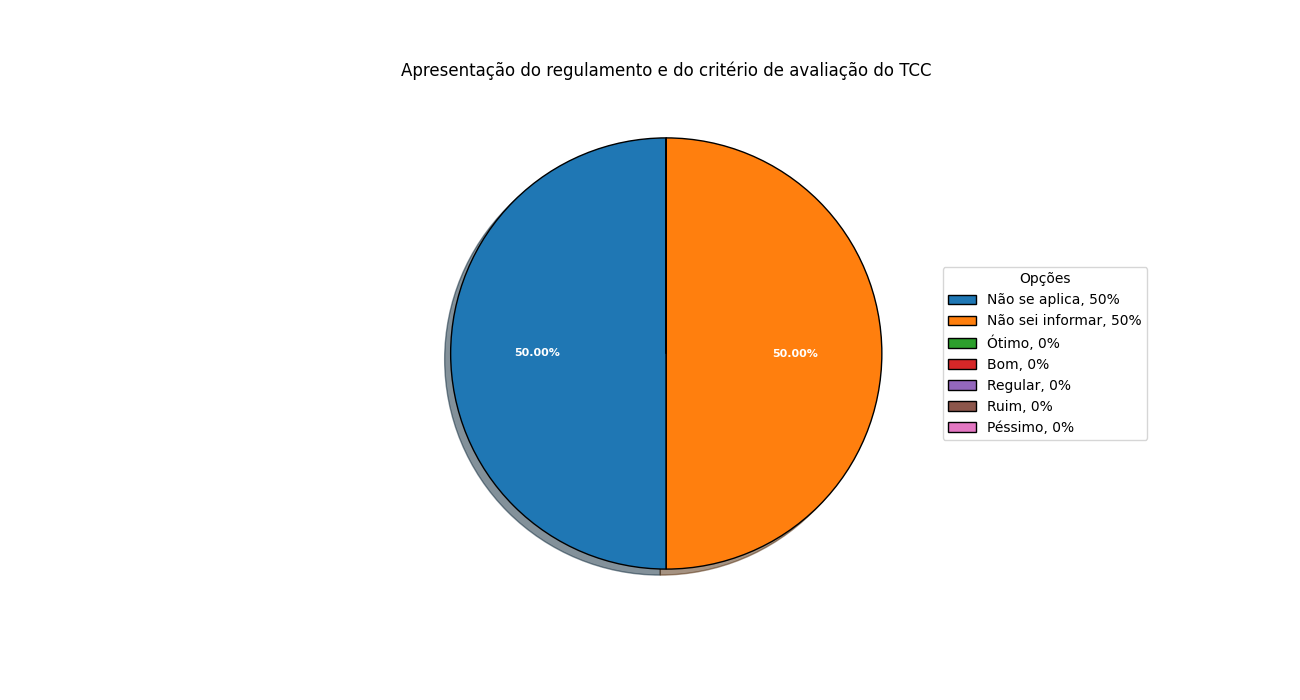 Apresentação do regulamento e do critério de avaliação do TCC
50.00%
50.00%
Opções
Não se aplica, 50%
Não sei informar, 50%
Ótimo, 0%
Bom, 0%
Regular, 0%
Ruim, 0%
Péssimo, 0%